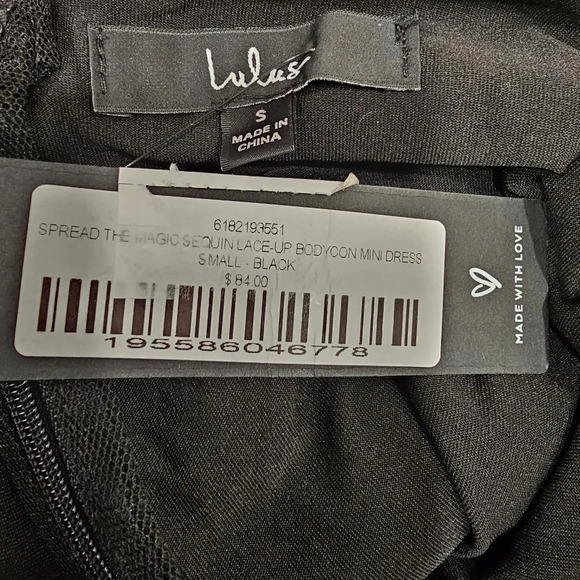 Lulus
S
MADE IN
CHINA
6182193551
SPREAD THE MAGIC SEQUIN LACE-UP BODYCON MINI DRESS
SMALL - BLACK
$ 84.00
195586046778
MADE WITH LOVE